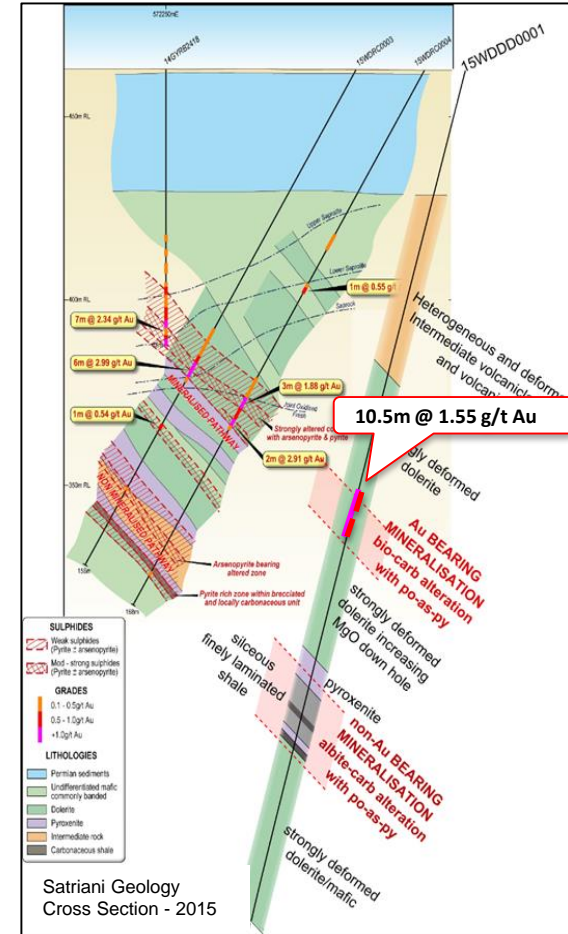 572250mE
14GYRB2418
15WDRC0003
15WDRC0004
15WDDD0001
450m RL
Upper Saprolite
400m RL
Lower Saprolite
Bedrock
1m @ 0.55 g/t
7m @ 2.34 g/t Au
6m @ 2.99 g/t Au
1m @ 0.54 g/t Au
MINERALISED PATHWAY
3m @ 1.88 g/t Au
Joint Oxidised
Fresh
Strongly altered co
with arsenopyrite & pyrite
2m @ 2.91 g/t Au
350m RL
NON MINERALISED PATHWAY
Arsenopyrite bearing
altered zone
Pyrite rich zone within brecciated
and locally carbonaceous unit
155m
168m
Heterogeneous and deforme
Intermediate volcanicla
and volcani
10.5m @ 1.55 g/t Au
ngly deformed
dolerite
Au BEARING
MINERALISATION
bio-carb alteration
with po-as-py
strongly deformed
dolerite increasing
MgO down hole
pyroxenite
silceous
finely laminated
shale
non-Au BEARING
MINERALISATION
albite-carb alteration
with po-as-py
strongly deformed
dolerite/mafic
SULPHIDES
Weak sulphides
(Pyrite ± arsenopyrite)
Mod - strong sulphides
(Pyrite ± arsenopyrite)
GRADES
0.1 - 0.5g/t Au
0.5 - 1.0g/t Au
+1.0g/t Au
LITHOLOGIES
Permian sediments
Undifferentiated mafic
commonly banded
Dolerite
Pyroxenite
Intermediate rock
Carbonaceous shale
Satriani Geology
Cross Section - 2015